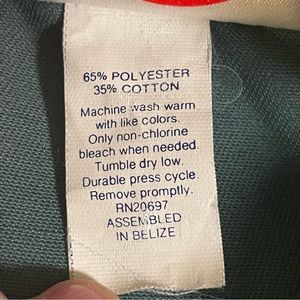 65% POLYESTER
35% COTTON
Machine wash warm
with like colors.
Only non-chlorine
bleach when needed.
Tumble dry low.
Durable press cycle.
Remove promptly.
RN20697
ASSEMBLED
IN BELIZE